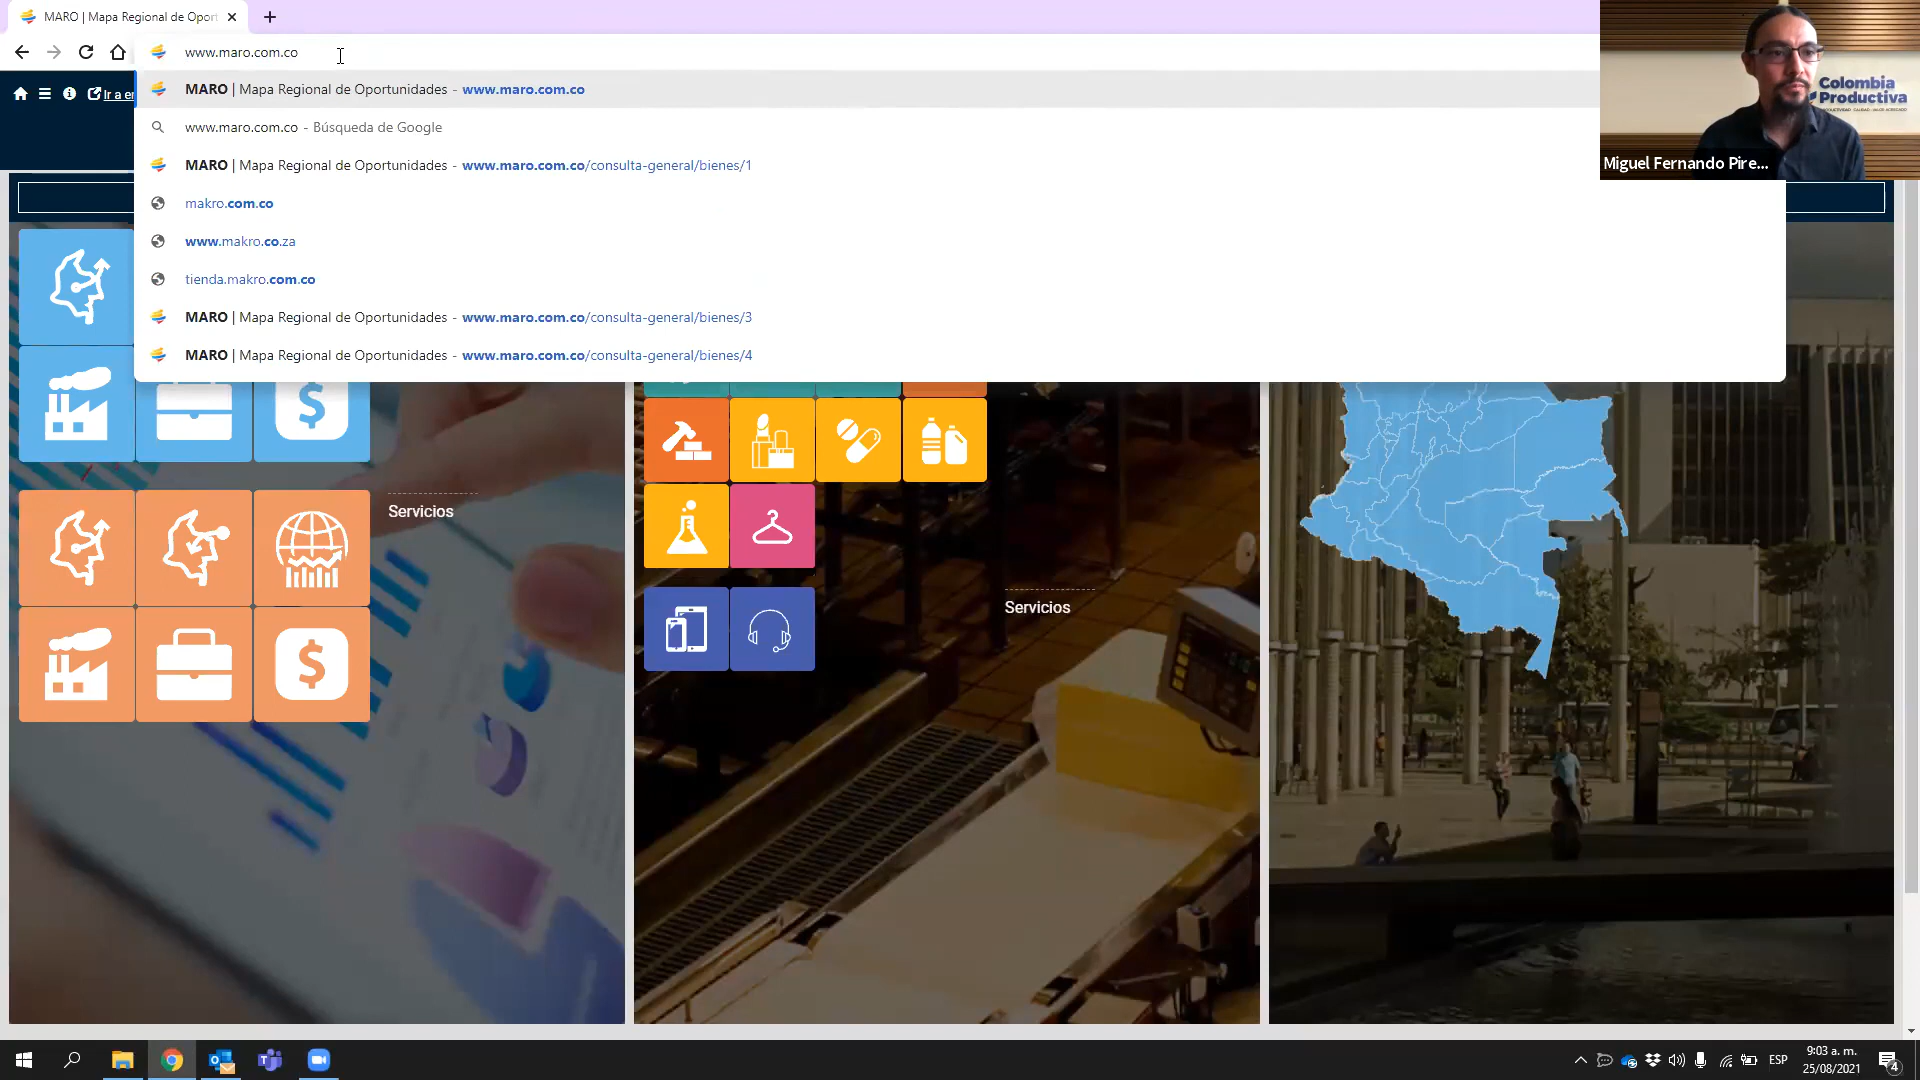 MARO | Mapa Regional de Oport
www.maro.com.co
MARO | Mapa Regional de Oportunidades - www.maro.com.co
www.maro.com.co - Búsqueda de Google
MARO | Mapa Regional de Oportunidades - www.maro.com.co/consulta-general/bienes/1
makro.com.co
www.makro.co.za
tienda.makro.com.co
MARO | Mapa Regional de Oportunidades - www.maro.com.co/consulta-general/bienes/3
MARO | Mapa Regional de Oportunidades - www.maro.com.co/consulta-general/bienes/4
Ir a en
Colombia
Productiva
Miguel Fernando Pire...
Servicios
Servicios
ESP
9:03 a. m.
25/08/2021
4